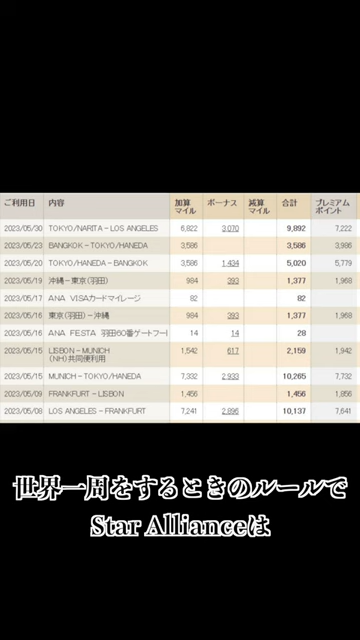 ご利用日 内容 加算マイル ボーナス 減算マイル 合計 プレミアムポイント
2023/05/30 TOKYO/NARITA－LOS ANGELES 6,822 3,070 9,892 7,222
2023/05/23 BANGKOK－TOKYO/HANEDA 3,586 3,586 3,986
2023/05/20 TOKYO/HANEDA－BANGKOK 3,586 1,434 5,020 5,779
2023/05/19 沖縄－東京(羽田) 984 393 1,377 1,968
2023/05/17 ANA VISAカードマイレージ 82 82
2023/05/16 東京(羽田)－沖縄 984 393 1,377 1,968
2023/05/16 ANA FESTA 羽田60番ゲートフー 14 14 28
2023/05/15 LISBON－MUNICH 1,542 617 2,159 1,942
(NH)共同便利用
2023/05/15 MUNICH－TOKYO/HANEDA 7,332 2,933 10,265 7,732
2023/05/09 FRANKFURT－LISBON 1,456 1,456 1,856
2023/05/08 LOS ANGELES－FRANKFURT 7,241 2,896 10,137 7,641
世界一周をするときのルールで
Star Allianceは